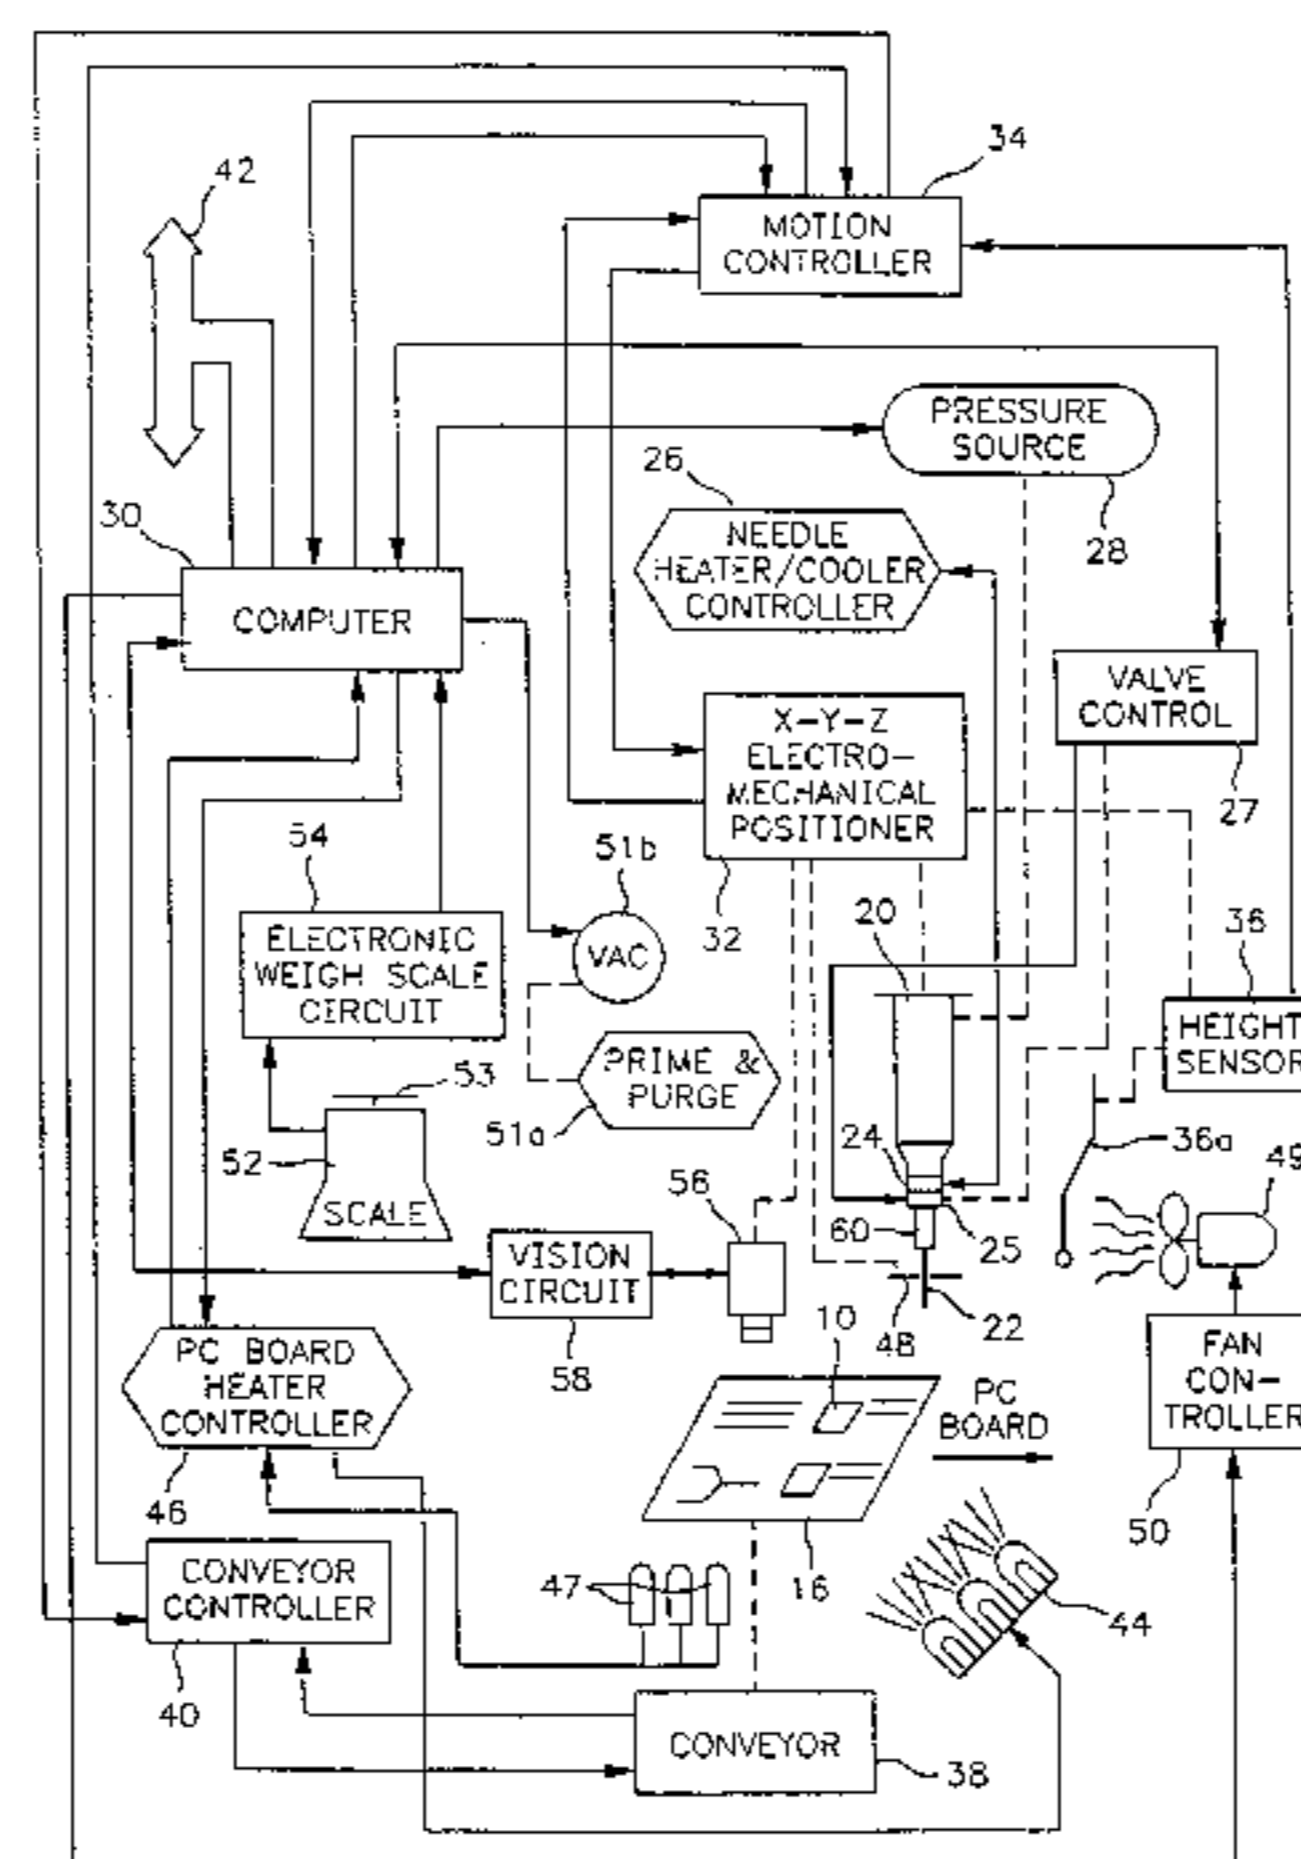 34
42
MOTION
CONTROLLER
PRESSURE
SOURCE
26
28
30
NEEDLE
HEATER/COOLER
CONTROLLER
COMPUTER
VALVE
CONTROL
27
X-Y-Z
ELECTRO-
MECHANICAL
POSITIONER
32
54
51b
VAC
20
36
ELECTRONIC
WEIGH SCALE
CIRCUIT
HEIGHT
SENSOR
PRIME &
PURGE
51a
53
52
SCALE
24
36a
49
56
60
25
VISION
CIRCUIT
58
48
22
10
PC BOARD
HEATER
CONTROLLER
46
PC
BOARD
FAN
CON-
TROLLER
50
16
CONVEYOR
CONTROLLER
40
47
44
CONVEYOR
38